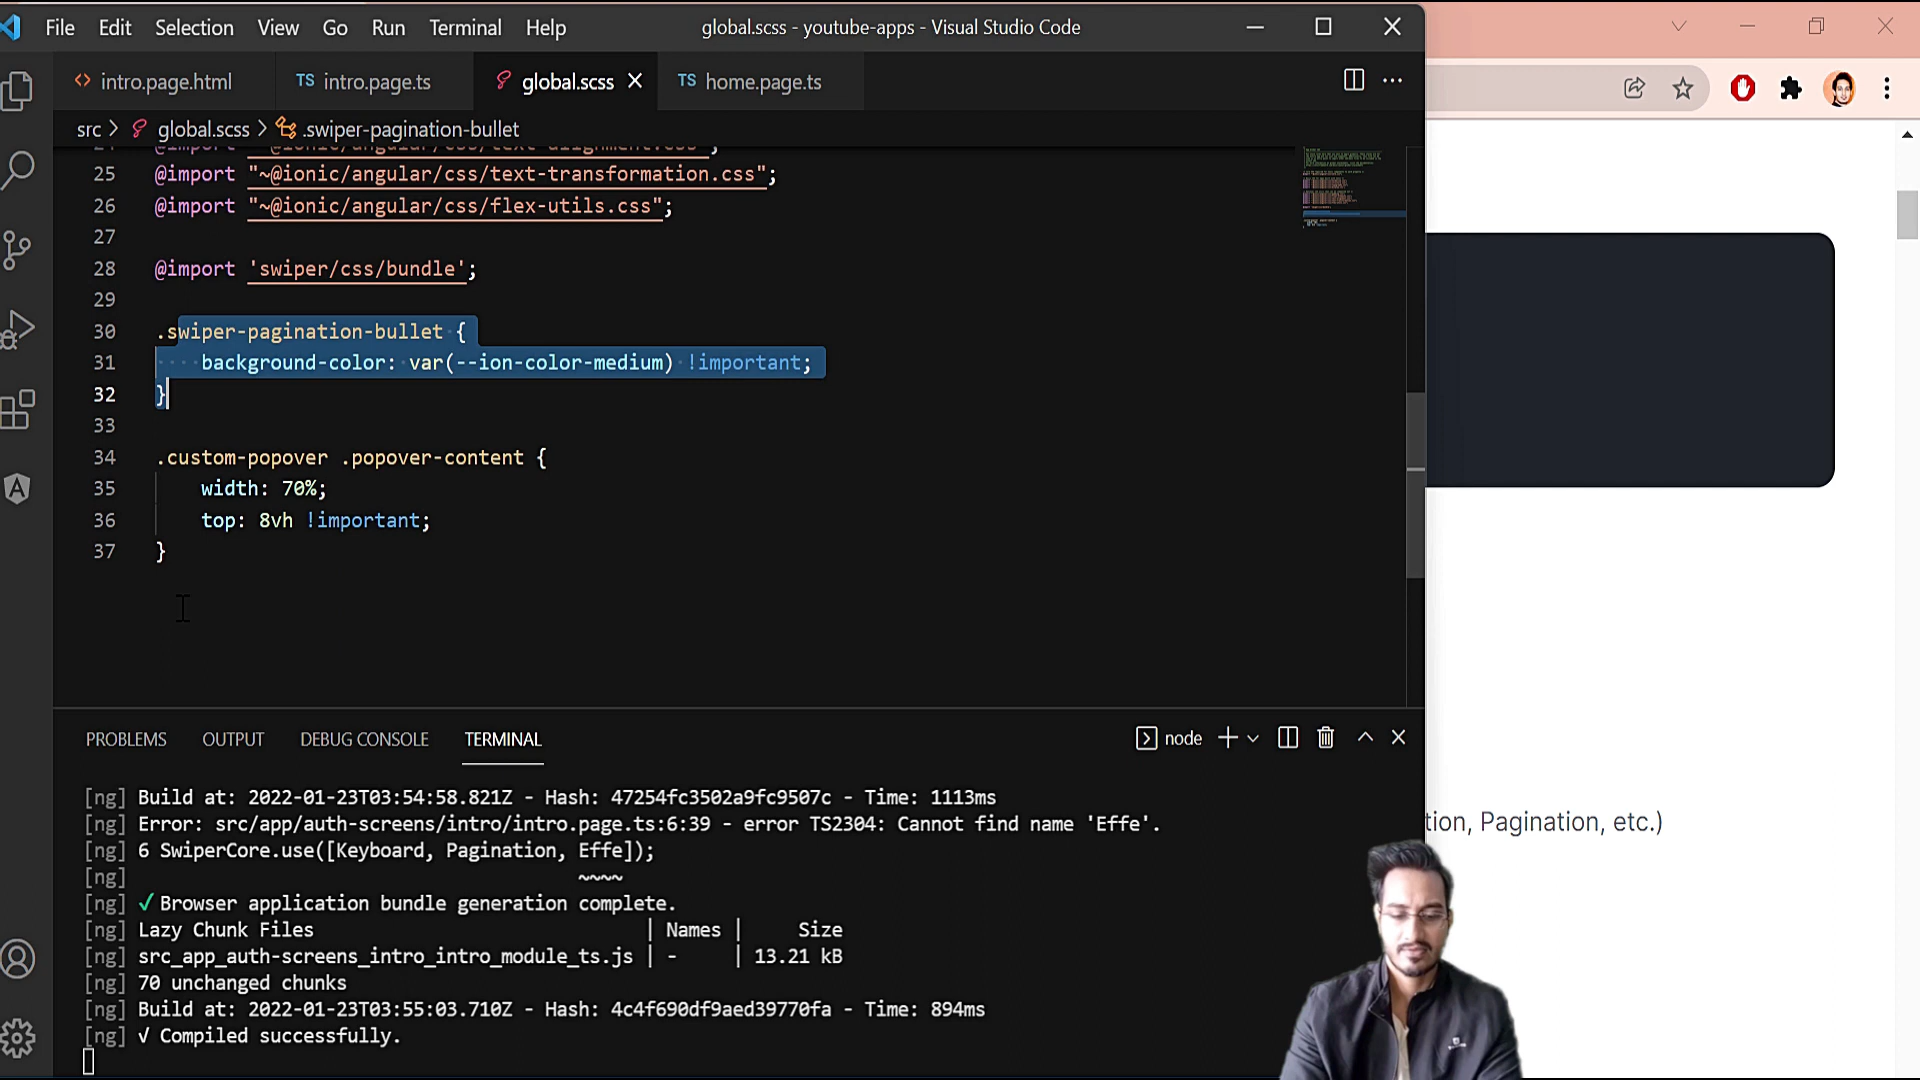 File Edit Selection View Go Run Terminal Help global.scss - youtube-apps - Visual Studio Code
intro.page.html TS intro.page.ts global.scss TS home.page.ts
src > global.scss > .swiper-pagination-bullet
24 @import "~@ionic/angular/css/text-alignment.css";
25 @import "~@ionic/angular/css/text-transformation.css";
26 @import "~@ionic/angular/css/flex-utils.css";
27
28 @import 'swiper/css/bundle';
29
30 .swiper-pagination-bullet {
31 background-color: var(--ion-color-medium) !important;
32 }
33
34 .custom-popover .popover-content {
35 width: 70%;
36 top: 8vh !important;
37 }
PROBLEMS OUTPUT DEBUG CONSOLE TERMINAL node
[ng] Build at: 2022-01-23T03:54:58.821Z - Hash: 47254fc3502a9fc9507c - Time: 1113ms
[ng] Error: src/app/auth-screens/intro/intro.page.ts:6:39 - error TS2304: Cannot find name 'Effe'.
[ng] 6 SwiperCore.use([Keyboard, Pagination, Effe]);
[ng] ~~~~
[ng] √ Browser application bundle generation complete.
[ng] Lazy Chunk Files | Names | Size
[ng] src_app_auth-screens_intro_intro_module_ts.js | - | 13.21 kB
[ng] 70 unchanged chunks
[ng] Build at: 2022-01-23T03:55:03.710Z - Hash: 4c4f690df9aed39770fa - Time: 894ms
[ng] √ Compiled successfully.
tion, Pagination, etc.)